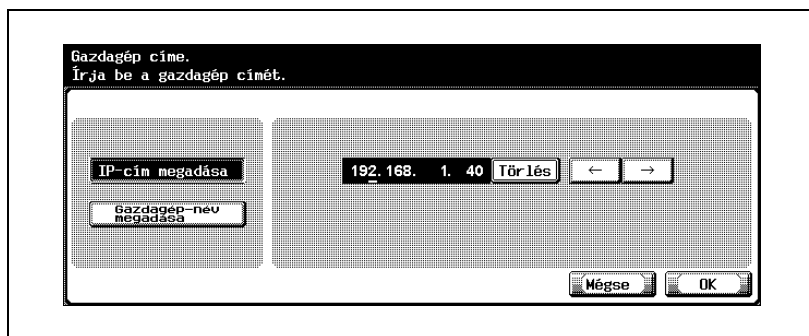 Gazdagép címe.
Írja be a gazdagép címét.
IP-cím megadása
192.168. 1. 40 Törlés ← →
Gazdagép-név
megadása
Mégse OK